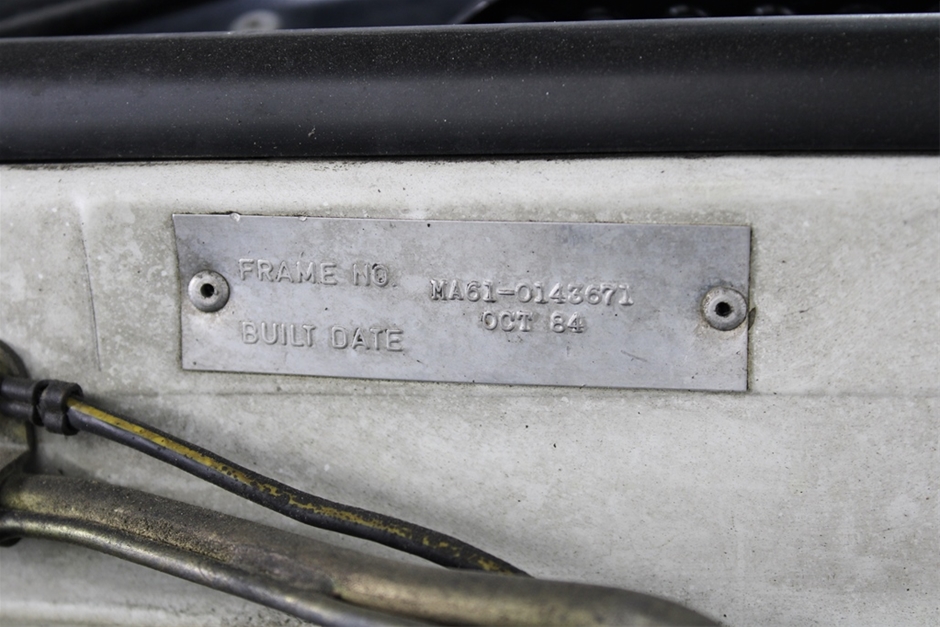 FRAME NO. MA61-0143671
OCT 84
BUILT DATE